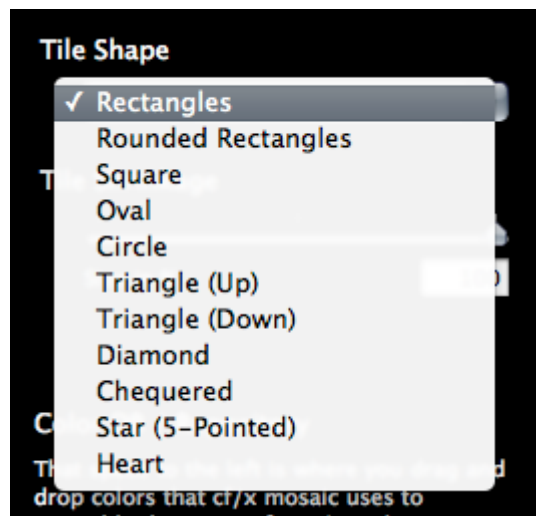 Tile Shape
✓ Rectangles
Rounded Rectangles
Square
Oval
Circle
Triangle (Up)
Triangle (Down)
Diamond
Chequered
Star (5-Pointed)
Heart
drop colors that cf/x mosaic uses to